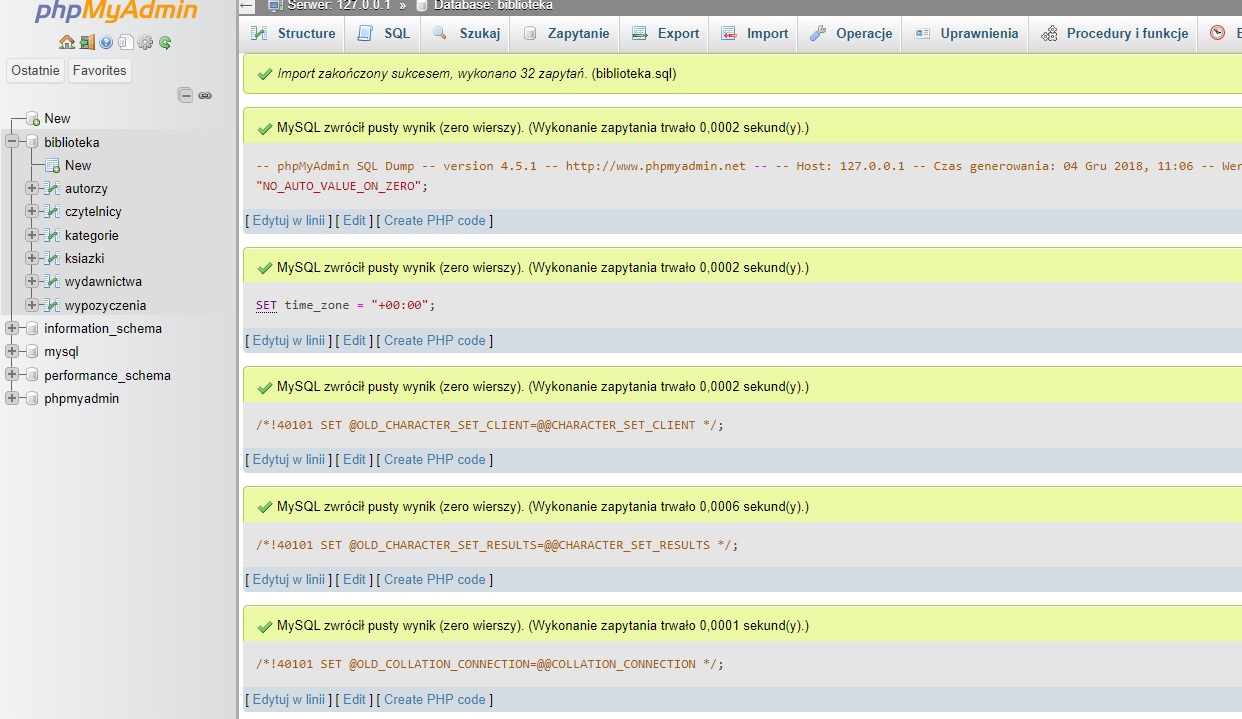 phpMyAdmin
Ostatnie Favorites
New
biblioteka
New
autorzy
czytelnicy
kategorie
ksiazki
wydawnictwa
wypozyczenia
information_schema
mysql
performance_schema
phpmyadmin
Serwer: 127.0.0.1 » Database: biblioteka
Structure SQL Szukaj Zapytanie Export Import Operacje Uprawnienia Procedury i funkcje
Import zakończony sukcesem, wykonano 32 zapytań. (biblioteka.sql)
MySQL zwrócił pusty wynik (zero wierszy). (Wykonanie zapytania trwało 0,0002 sekund(y).)
-- phpMyAdmin SQL Dump -- version 4.5.1 -- http://www.phpmyadmin.net -- -- Host: 127.0.0.1 -- Czas generowania: 04 Gru 2018, 11:06 -- Wer
"NO_AUTO_VALUE_ON_ZERO";
[ Edytuj w linii ] [ Edit ] [ Create PHP code ]
MySQL zwrócił pusty wynik (zero wierszy). (Wykonanie zapytania trwało 0,0002 sekund(y).)
SET time_zone = "+00:00";
[ Edytuj w linii ] [ Edit ] [ Create PHP code ]
MySQL zwrócił pusty wynik (zero wierszy). (Wykonanie zapytania trwało 0,0002 sekund(y).)
/*!40101 SET @OLD_CHARACTER_SET_CLIENT=@@CHARACTER_SET_CLIENT */;
[ Edytuj w linii ] [ Edit ] [ Create PHP code ]
MySQL zwrócił pusty wynik (zero wierszy). (Wykonanie zapytania trwało 0,0006 sekund(y).)
/*!40101 SET @OLD_CHARACTER_SET_RESULTS=@@CHARACTER_SET_RESULTS */;
[ Edytuj w linii ] [ Edit ] [ Create PHP code ]
MySQL zwrócił pusty wynik (zero wierszy). (Wykonanie zapytania trwało 0,0001 sekund(y).)
/*!40101 SET @OLD_COLLATION_CONNECTION=@@COLLATION_CONNECTION */;
[ Edytuj w linii ] [ Edit ] [ Create PHP code ]